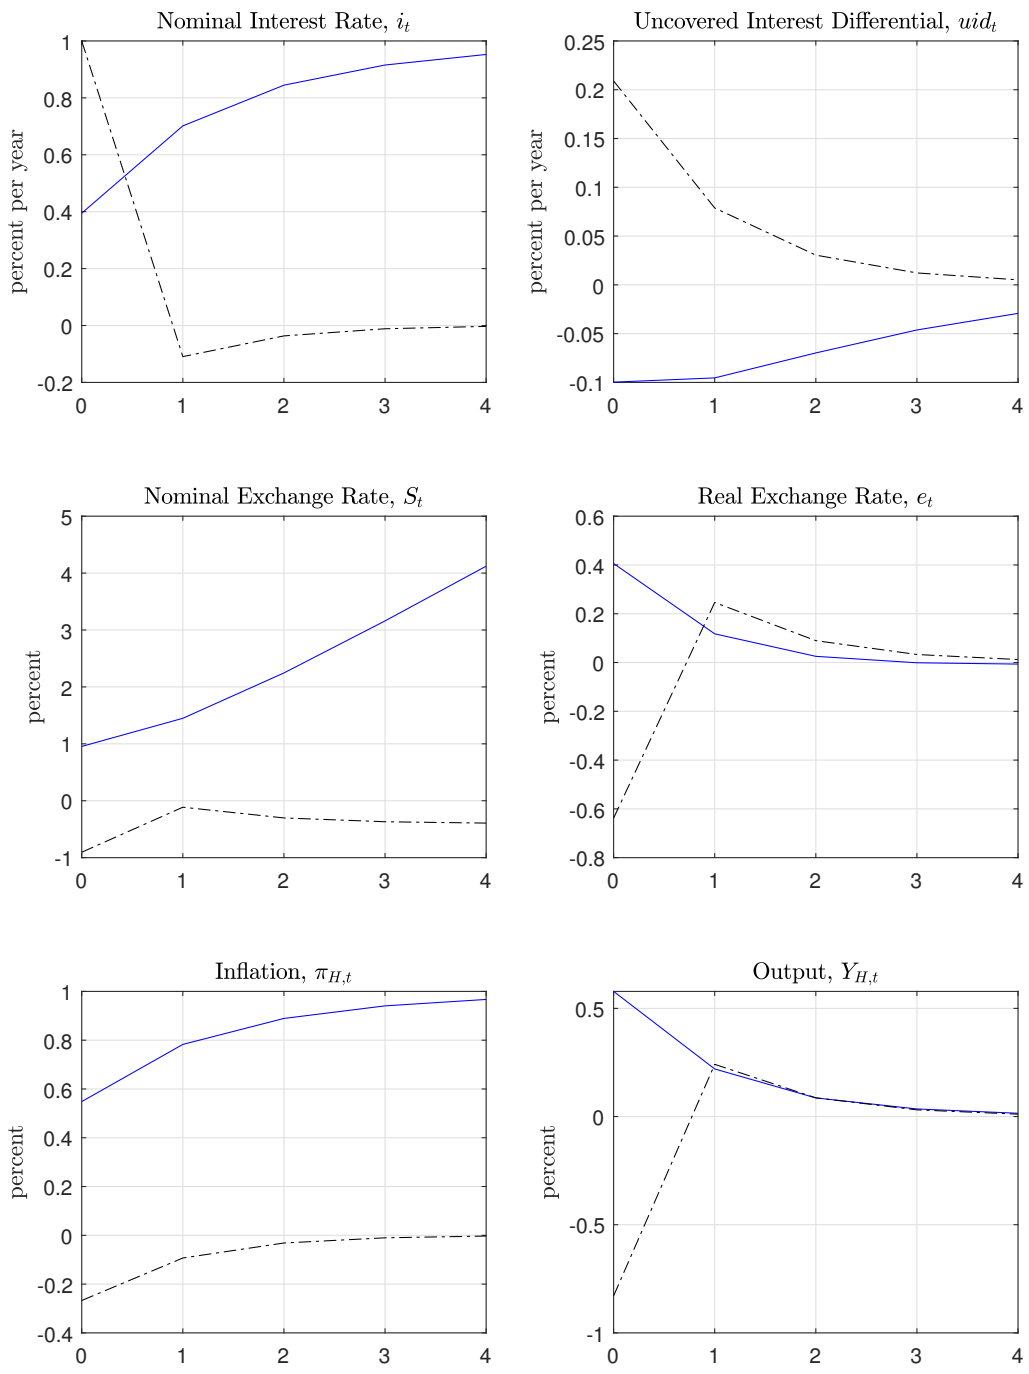 Nominal Interest Rate, i_t
percent per year
1
0.8
0.6
0.4
0.2
0
-0.2
0 1 2 3 4
Uncovered Interest Differential, uid_t
percent per year
0.25
0.2
0.15
0.1
0.05
0
-0.05
-0.1
0 1 2 3 4
Nominal Exchange Rate, S_t
percent
5
4
3
2
1
0
-1
0 1 2 3 4
Real Exchange Rate, e_t
percent
0.6
0.4
0.2
0
-0.2
-0.4
-0.6
-0.8
0 1 2 3 4
Inflation, π_{H,t}
percent
1
0.8
0.6
0.4
0.2
0
-0.2
-0.4
0 1 2 3 4
Output, Y_{H,t}
percent
0.5
0
-0.5
-1
0 1 2 3 4